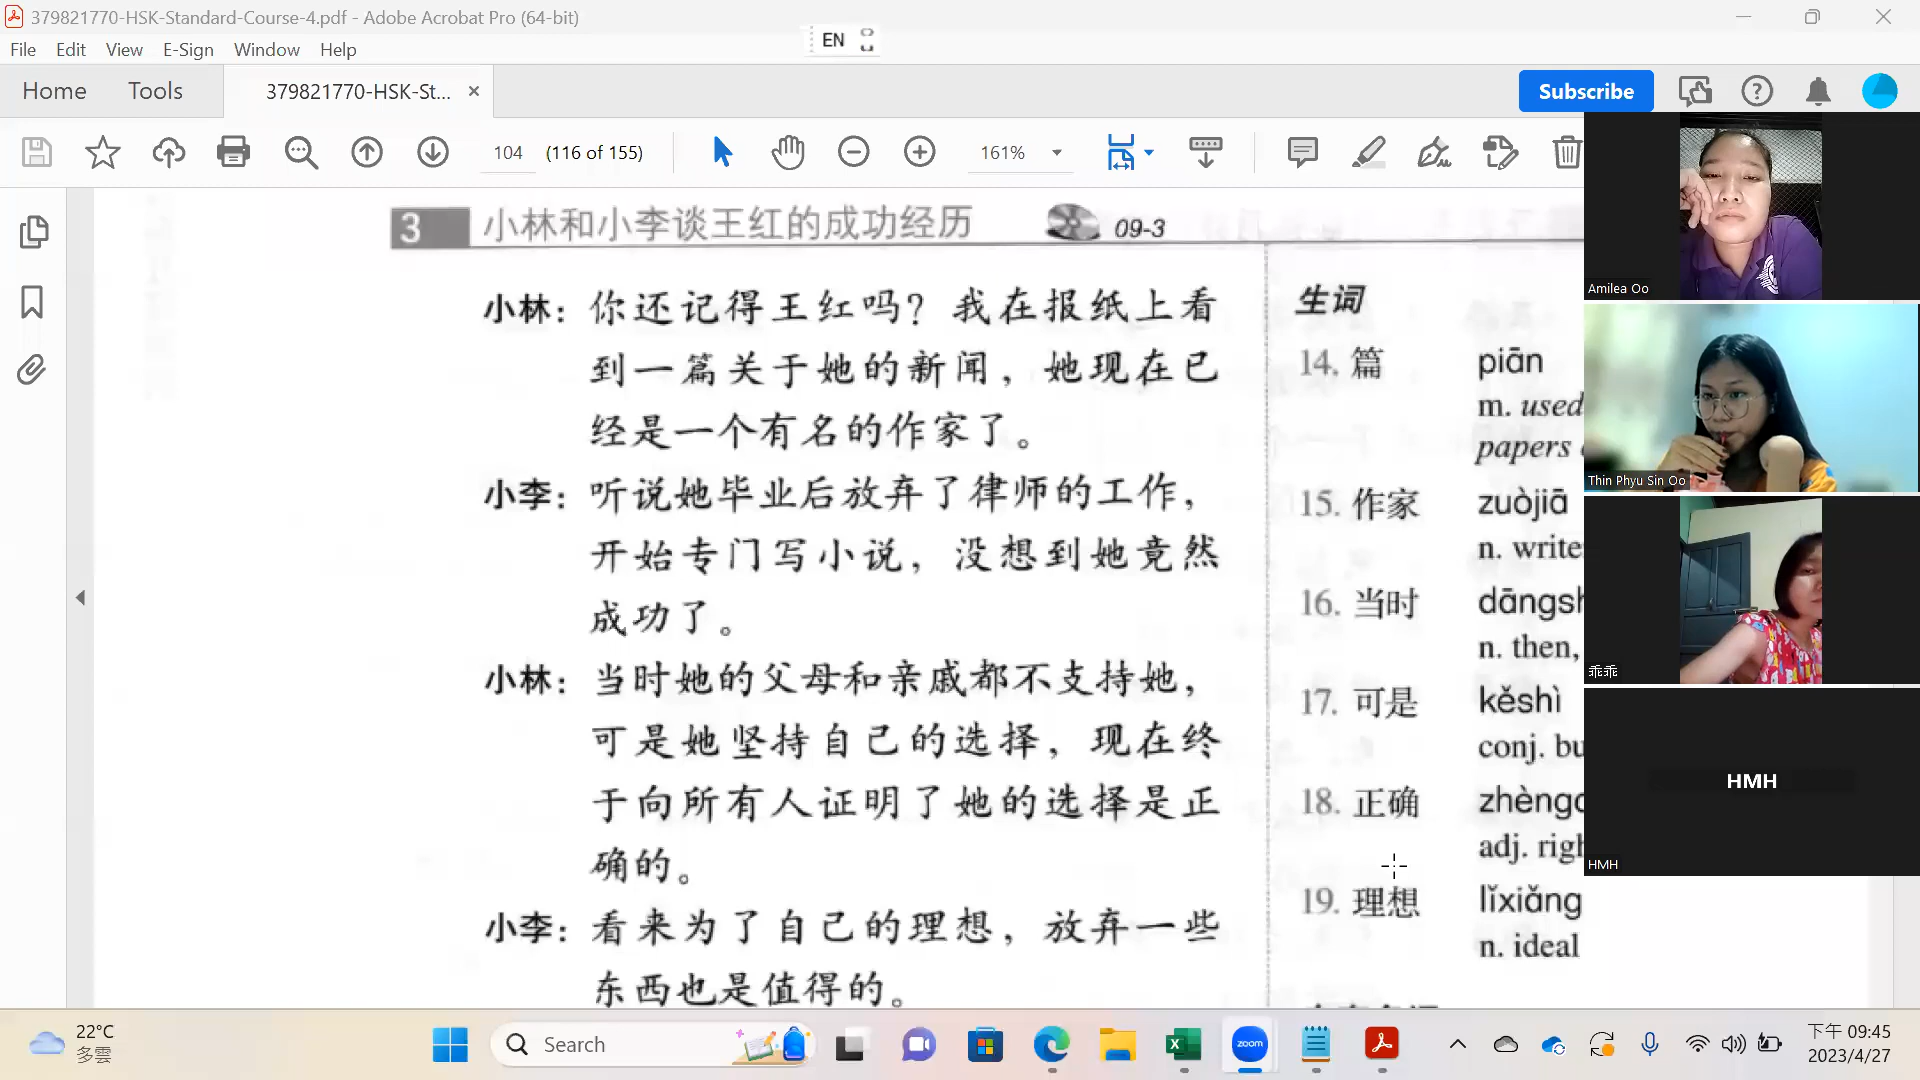 379821770-HSK-Standard-Course-4.pdf - Adobe Acrobat Pro (64-bit)
File Edit View E-Sign Window Help
EN
Home Tools 379821770-HSK-St...
Subscribe
104 (116 of 155)
161%
3 小林和小李谈王红的成功经历 09-3
小林：你还记得王红吗？我在报纸上看
到一篇关于她的新闻，她现在已
经是一个有名的作家了。
小李：听说她毕业后放弃了律师的工作，
开始专门写小说，没想到她竟然
成功了。
小林：当时她的父母和亲戚都不支持她，
可是她坚持自己的选择，现在终
于向所有人证明了她的选择是正
确的。
小李：看来为了自己的理想，放弃一些
东西也是值得的。
生词
14. 篇 piān
m. used
papers
15. 作家 zuòjiā
n. write
16. 当时 dāngsh
n. then,
17. 可是 kěshì
conj. bu
18. 正确 zhèng
adj. righ
19. 理想 lǐxiǎng
n. ideal
Amilea Oo
Thin Phyu Sin Oo
乖乖
HMH
HMH
22°C
多雲
Search
zoom
下午 09:45
2023/4/27